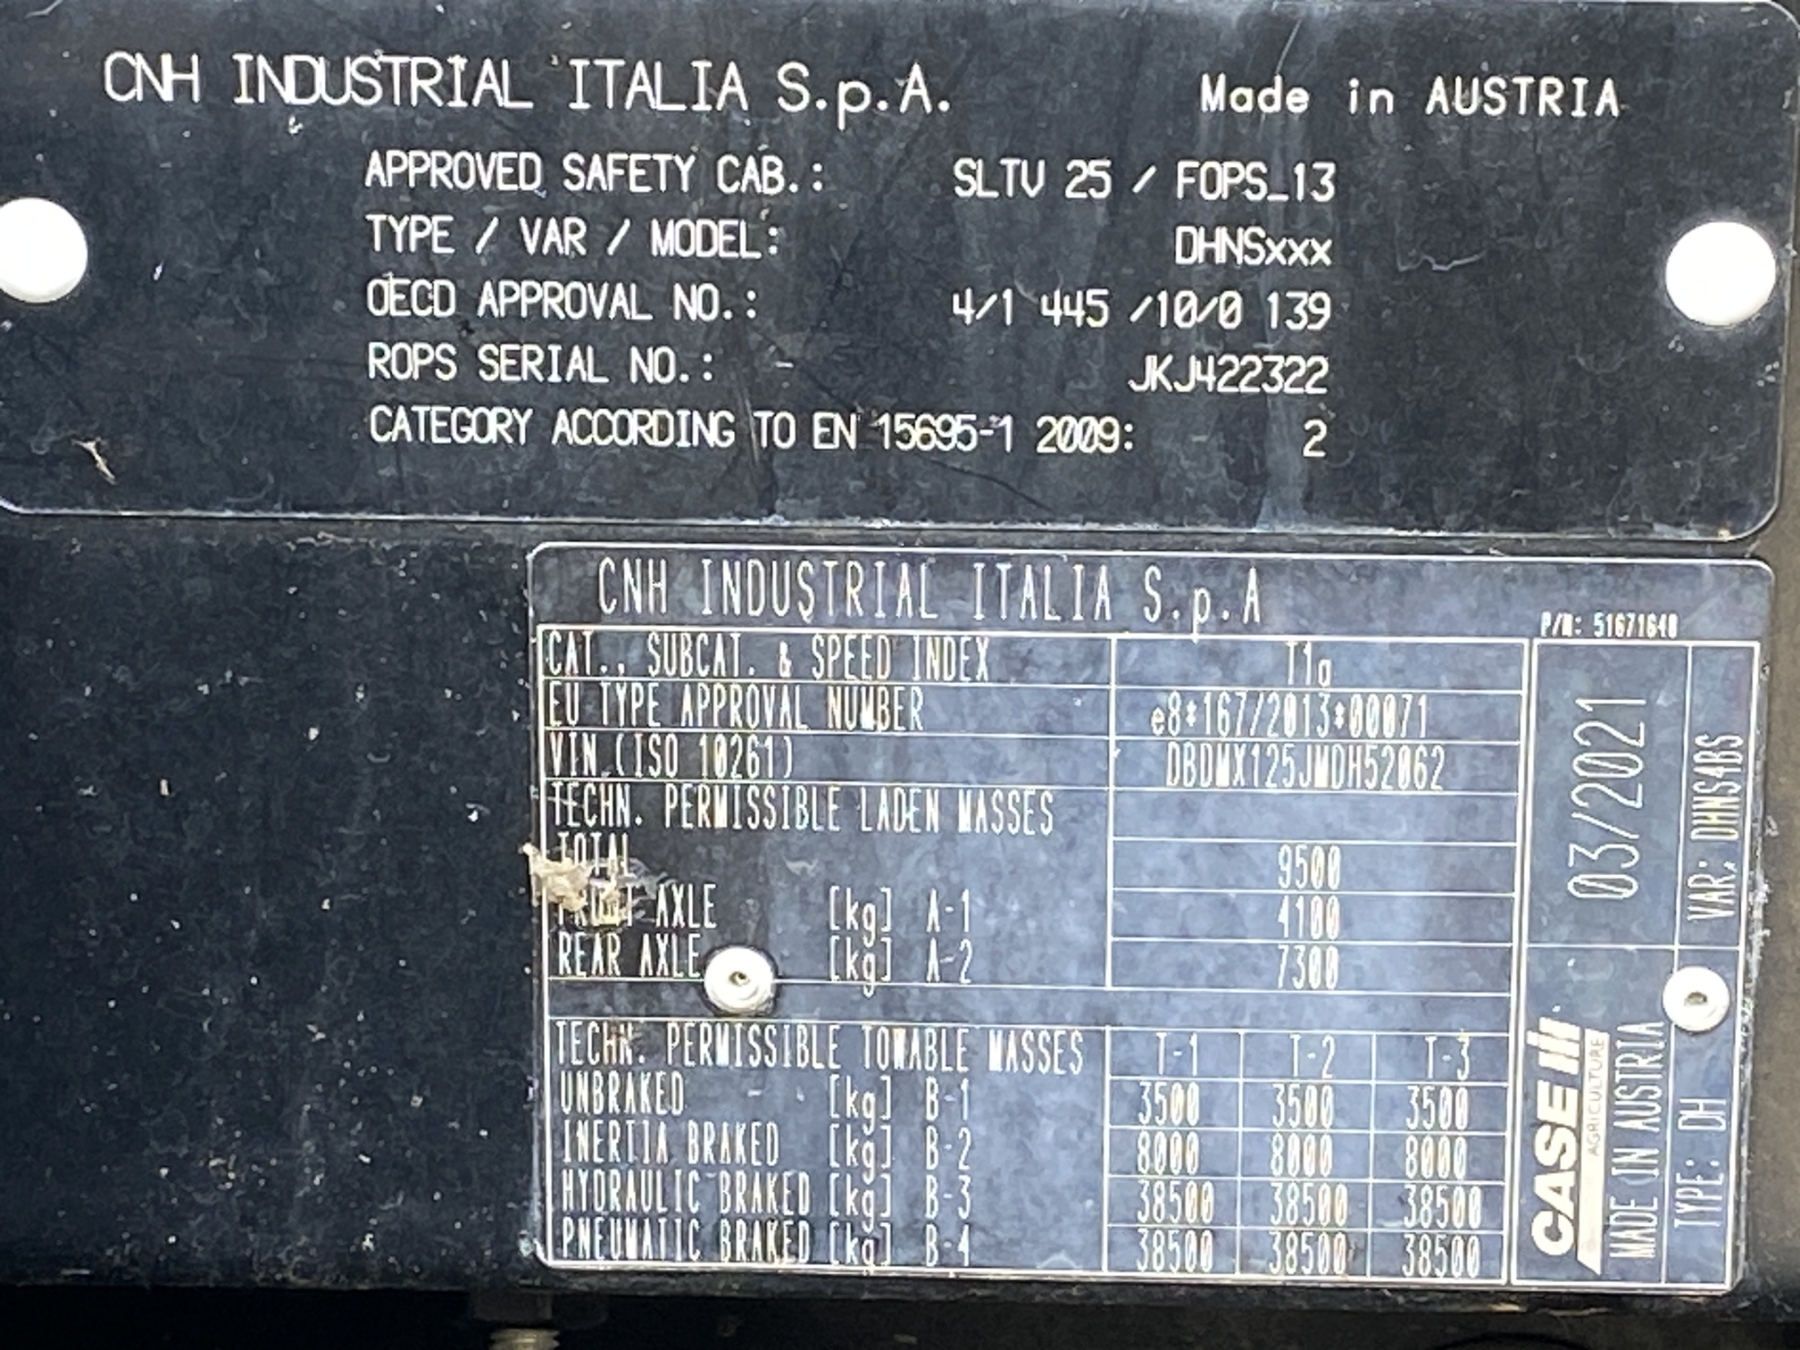 CNH INDUSTRIAL ITALIA S.p.A. Made in AUSTRIA
APPROVED SAFETY CAB.: SLTV 25 / FOPS_13
TYPE / VAR / MODEL: DHNSxxx
OECD APPROVAL NO.: 4/1 445 /10/0 139
ROPS SERIAL NO.: - JKJ422322
CATEGORY ACCORDING TO EN 15695-1 2009: 2
CNH INDUSTRIAL ITALIA S.p.A
P/N: 51671640
CAT., SUBCAT. & SPEED INDEX T1a
EU TYPE APPROVAL NUMBER e8*167/2013*00071
VIN (ISO 10261) DBDMX125JMDH52062
TECHN. PERMISSIBLE LADEN MASSES
TOTAL 9500
FRONT AXLE [kg] A-1 4100
REAR AXLE [kg] A-2 7300
TECHN. PERMISSIBLE TOWABLE MASSES T-1 T-2 T-3
UNBRAKED [kg] B-1 3500 3500 3500
INERTIA BRAKED [kg] B-2 8000 8000 8000
HYDRAULIC BRAKED [kg] B-3 38500 38500 38500
PNEUMATIC BRAKED [kg] B-4 38500 38500 38500
03/2021
VAR: DHNS4BS
CASE IH
AGRICULTURE
MADE IN AUSTRIA
TYPE: DH